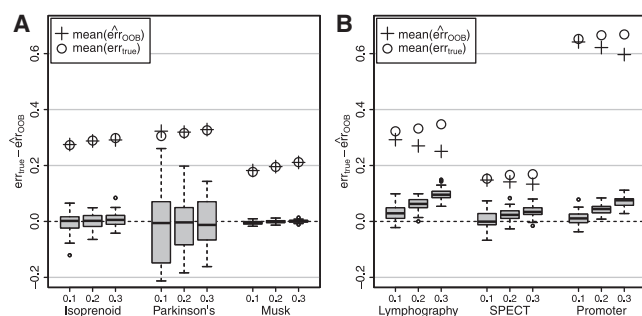 A
+ mean(êrr_OOB)
○ mean(err_true)
err_true−êrr_OOB
0.6
0.4
0.2
0.0
−0.2
0.1 0.2 0.3 0.1 0.2 0.3 0.1 0.2 0.3
Isoprenoid Parkinson's Musk
B
+ mean(êrr_OOB)
○ mean(err_true)
err_true−êrr_OOB
0.6
0.4
0.2
0.0
−0.2
0.1 0.2 0.3 0.1 0.2 0.3 0.1 0.2 0.3
Lymphography SPECT Promoter